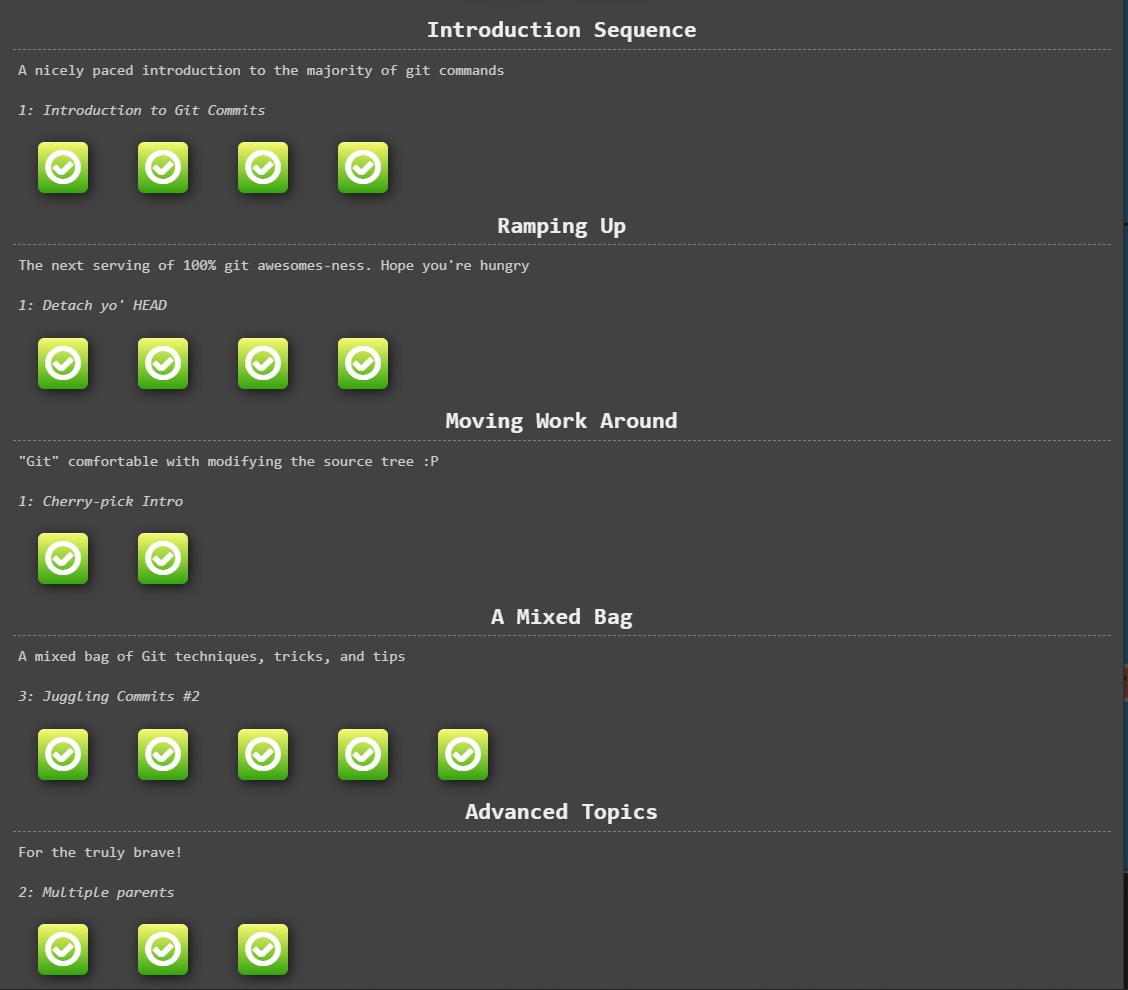 Introduction Sequence
A nicely paced introduction to the majority of git commands
1: Introduction to Git Commits
Ramping Up
The next serving of 100% git awesomes-ness. Hope you're hungry
1: Detach yo' HEAD
Moving Work Around
"Git" comfortable with modifying the source tree :P
1: Cherry-pick Intro
A Mixed Bag
A mixed bag of Git techniques, tricks, and tips
3: Juggling Commits #2
Advanced Topics
For the truly brave!
2: Multiple parents